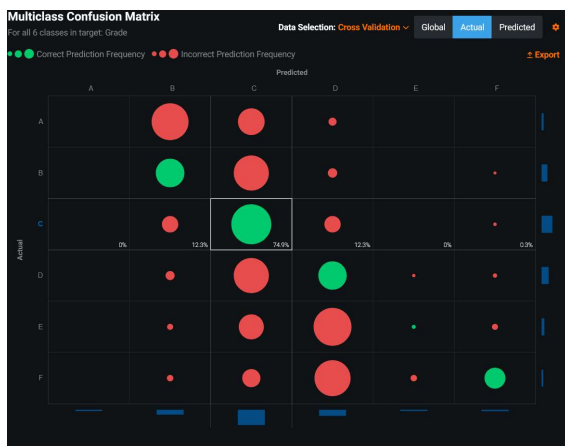 Multiclass Confusion Matrix
For all 6 classes in target: Grade
Data Selection: Cross Validation
Global
Actual
Predicted
Correct Prediction Frequency
Incorrect Prediction Frequency
Export
Predicted
A B C D E F
Actual
A
B
C
0% 12.3% 74.9% 12.3% 0% 0.3%
D
E
F